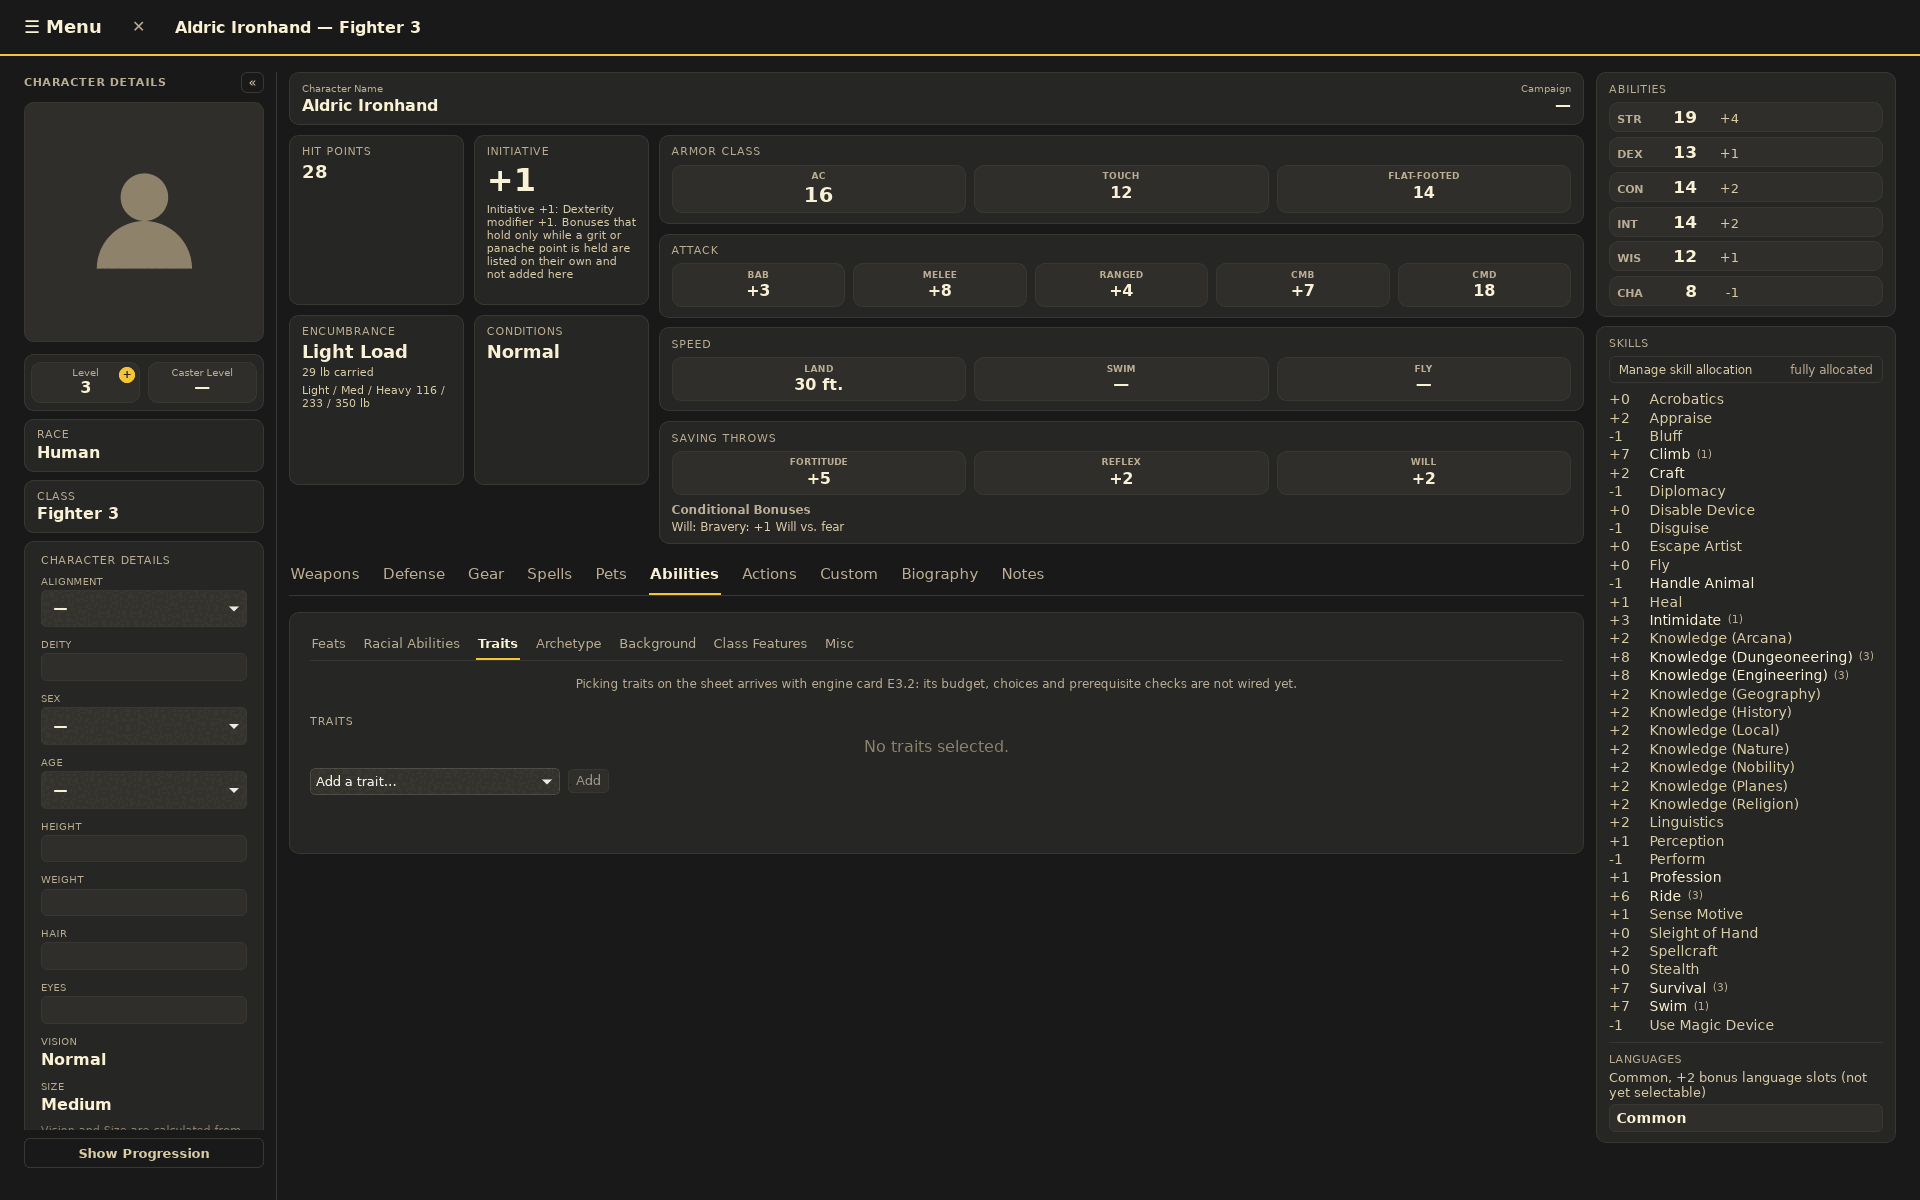 ☰ Menu
✕
Aldric Ironhand — Fighter 3
CHARACTER DETAILS
«
Level
3
+
Caster Level
—
RACE
Human
CLASS
Fighter 3
CHARACTER DETAILS
ALIGNMENT
—
DEITY
SEX
—
AGE
—
HEIGHT
WEIGHT
HAIR
EYES
VISION
Normal
SIZE
Medium
Vision and Size are calculated from
Show Progression
Character Name
Aldric Ironhand
Campaign
—
HIT POINTS
28
INITIATIVE
+1
Initiative +1: Dexterity
modifier +1. Bonuses that
hold only while a grit or
panache point is held are
listed on their own and
not added here
ENCUMBRANCE
Light Load
29 lb carried
Light / Med / Heavy 116 /
233 / 350 lb
CONDITIONS
Normal
ARMOR CLASS
AC
16
TOUCH
12
FLAT-FOOTED
14
ATTACK
BAB
+3
MELEE
+8
RANGED
+4
CMB
+7
CMD
18
SPEED
LAND
30 ft.
SWIM
—
FLY
—
SAVING THROWS
FORTITUDE
+5
REFLEX
+2
WILL
+2
Conditional Bonuses
Will: Bravery: +1 Will vs. fear
Weapons Defense Gear Spells Pets Abilities Actions Custom Biography Notes
Feats Racial Abilities Traits Archetype Background Class Features Misc
Picking traits on the sheet arrives with engine card E3.2: its budget, choices and prerequisite checks are not wired yet.
TRAITS
No traits selected.
Add a trait...
Add
ABILITIES
STR 19 +4
DEX 13 +1
CON 14 +2
INT 14 +2
WIS 12 +1
CHA 8 -1
SKILLS
Manage skill allocation fully allocated
+0 Acrobatics
+2 Appraise
-1 Bluff
+7 Climb (1)
+2 Craft
-1 Diplomacy
+0 Disable Device
-1 Disguise
+0 Escape Artist
+0 Fly
-1 Handle Animal
+1 Heal
+3 Intimidate (1)
+2 Knowledge (Arcana)
+8 Knowledge (Dungeoneering) (3)
+8 Knowledge (Engineering) (3)
+2 Knowledge (Geography)
+2 Knowledge (History)
+2 Knowledge (Local)
+2 Knowledge (Nature)
+2 Knowledge (Nobility)
+2 Knowledge (Planes)
+2 Knowledge (Religion)
+2 Linguistics
+1 Perception
-1 Perform
+1 Profession
+6 Ride (3)
+1 Sense Motive
+0 Sleight of Hand
+2 Spellcraft
+0 Stealth
+7 Survival (3)
+7 Swim (1)
-1 Use Magic Device
LANGUAGES
Common, +2 bonus language slots (not
yet selectable)
Common